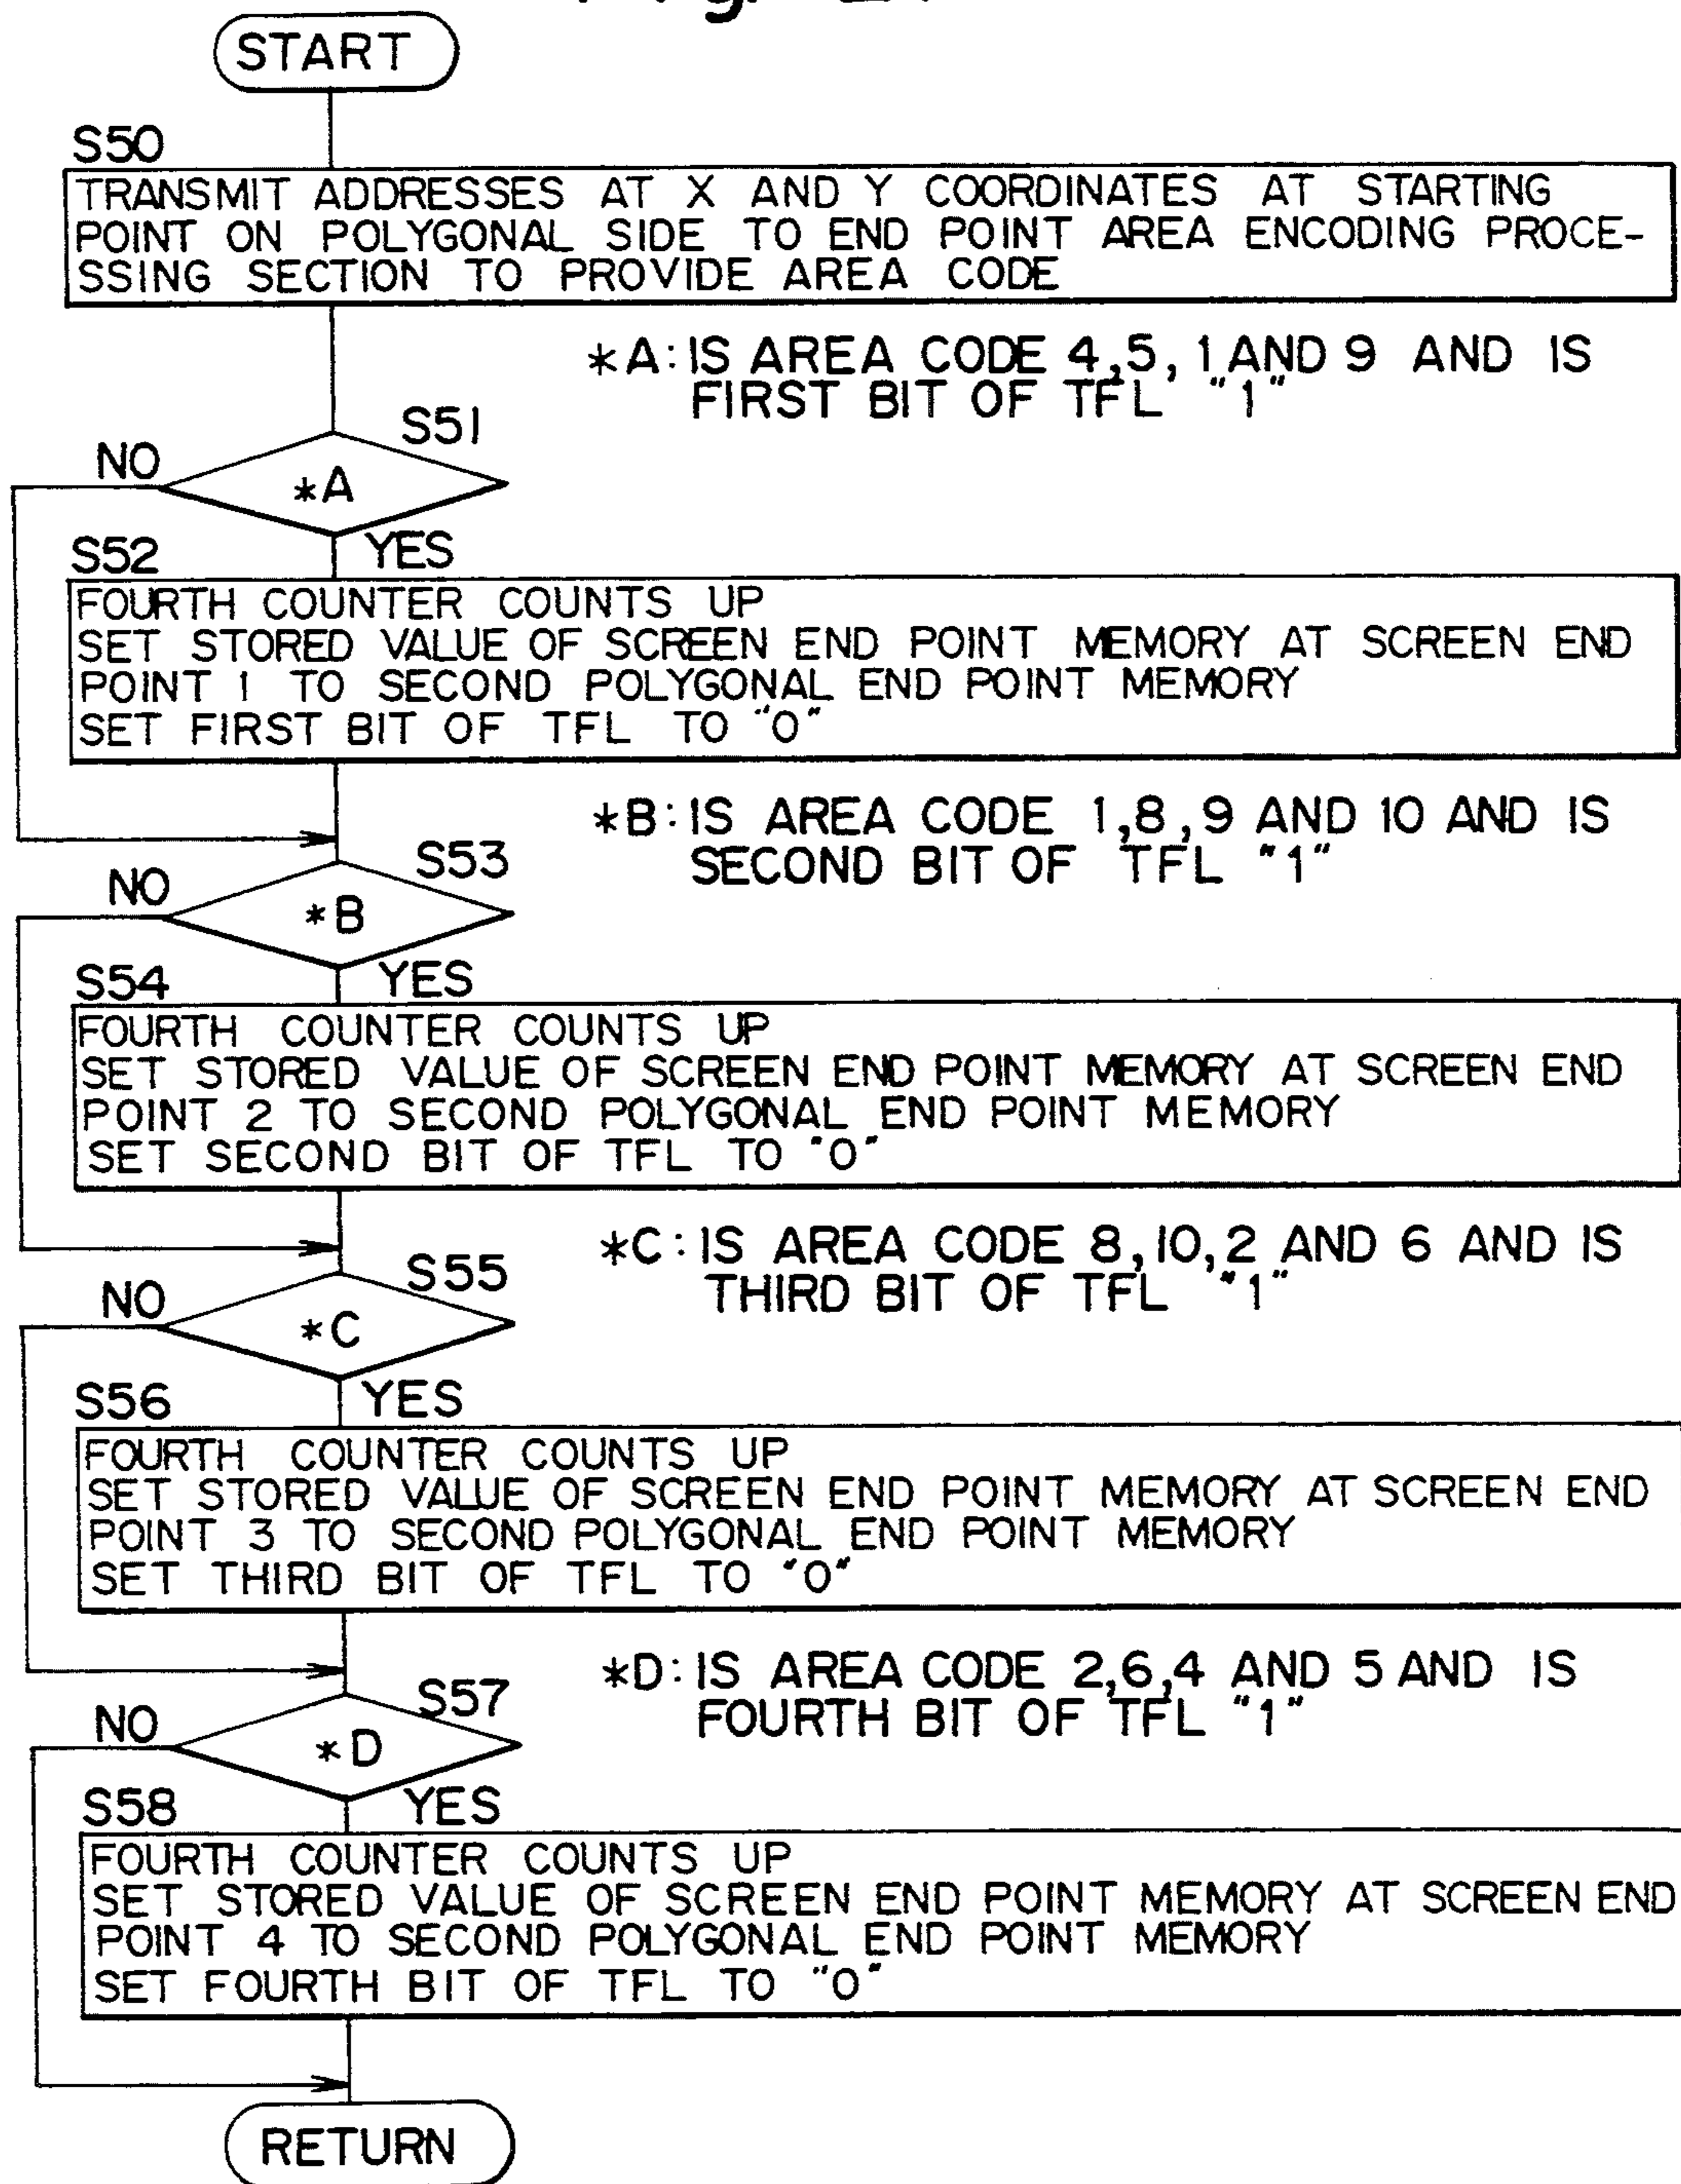 START
S50
TRANSMIT ADDRESSES AT X AND Y COORDINATES AT STARTING
POINT ON POLYGONAL SIDE TO END POINT AREA ENCODING PROCE-
SSING SECTION TO PROVIDE AREA CODE
*A: IS AREA CODE 4,5,1 AND 9 AND IS
FIRST BIT OF TFL "1"
S51
NO
*A
YES
S52
FOURTH COUNTER COUNTS UP
SET STORED VALUE OF SCREEN END POINT MEMORY AT SCREEN END
POINT 1 TO SECOND POLYGONAL END POINT MEMORY
SET FIRST BIT OF TFL TO "0"
*B: IS AREA CODE 1,8,9 AND 10 AND IS
SECOND BIT OF TFL "1"
S53
NO
*B
YES
S54
FOURTH COUNTER COUNTS UP
SET STORED VALUE OF SCREEN END POINT MEMORY AT SCREEN END
POINT 2 TO SECOND POLYGONAL END POINT MEMORY
SET SECOND BIT OF TFL TO "0"
*C: IS AREA CODE 8,10,2 AND 6 AND IS
THIRD BIT OF TFL "1"
S55
NO
*C
YES
S56
FOURTH COUNTER COUNTS UP
SET STORED VALUE OF SCREEN END POINT MEMORY AT SCREEN END
POINT 3 TO SECOND POLYGONAL END POINT MEMORY
SET THIRD BIT OF TFL TO "0"
*D: IS AREA CODE 2,6,4 AND 5 AND IS
FOURTH BIT OF TFL "1"
S57
NO
*D
YES
S58
FOURTH COUNTER COUNTS UP
SET STORED VALUE OF SCREEN END POINT MEMORY AT SCREEN END
POINT 4 TO SECOND POLYGONAL END POINT MEMORY
SET FOURTH BIT OF TFL TO "0"
RETURN